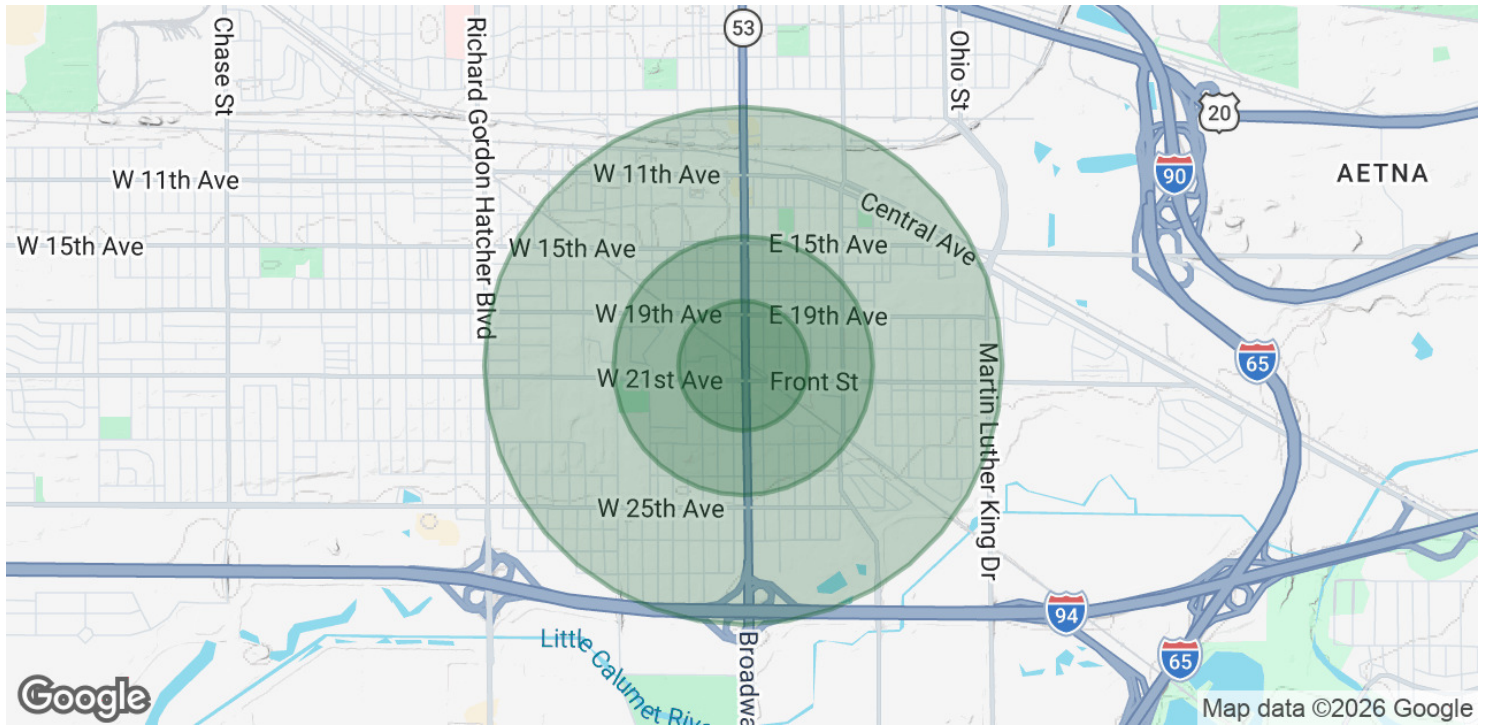 53
Chase St
Richard Gordon Hatcher Blvd
Ohio St
20
W 11th Ave
W 11th Ave
90
AETNA
Central Ave
W 15th Ave
W 15th Ave
E 15th Ave
W 19th Ave
E 19th Ave
65
W 21st Ave
Front St
Martin Luther King Dr
W 25th Ave
94
Little Calumet Rive
Broadwa
65
Google
Map data ©2026 Google